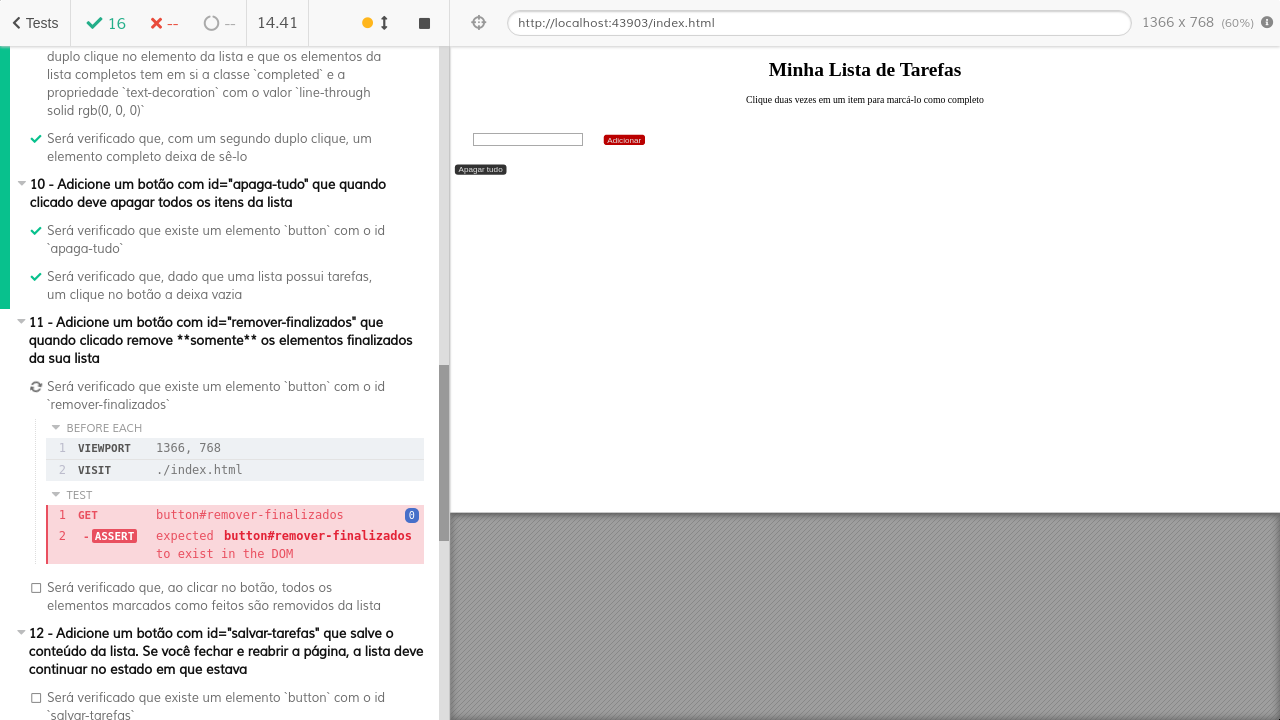 Tests
16
--
--
14.41
http://localhost:43903/index.html
1366 x 768 (60%)
duplo clique no elemento da lista e que os elementos da
lista completos tem em si a classe `completed` e a
propriedade `text-decoration` com o valor `line-through
solid rgb(0, 0, 0)`
Será verificado que, com um segundo duplo clique, um
elemento completo deixa de sê-lo
10 - Adicione um botão com id="apaga-tudo" que quando
clicado deve apagar todos os itens da lista
Será verificado que existe um elemento `button` com o id
`apaga-tudo`
Será verificado que, dado que uma lista possui tarefas,
um clique no botão a deixa vazia
11 - Adicione um botão com id="remover-finalizados" que
quando clicado remove **somente** os elementos finalizados
da sua lista
Será verificado que existe um elemento `button` com o id
`remover-finalizados`
BEFORE EACH
1 VIEWPORT 1366, 768
2 VISIT ./index.html
TEST
1 GET button#remover-finalizados 0
2 -ASSERT expected button#remover-finalizados
to exist in the DOM
Será verificado que, ao clicar no botão, todos os
elementos marcados como feitos são removidos da lista
12 - Adicione um botão com id="salvar-tarefas" que salve o
conteúdo da lista. Se você fechar e reabrir a página, a lista deve
continuar no estado em que estava
Será verificado que existe um elemento `button` com o id
`salvar-tarefas`
Minha Lista de Tarefas
Clique duas vezes em um item para marcá-lo como completo
Adicionar
Apagar tudo